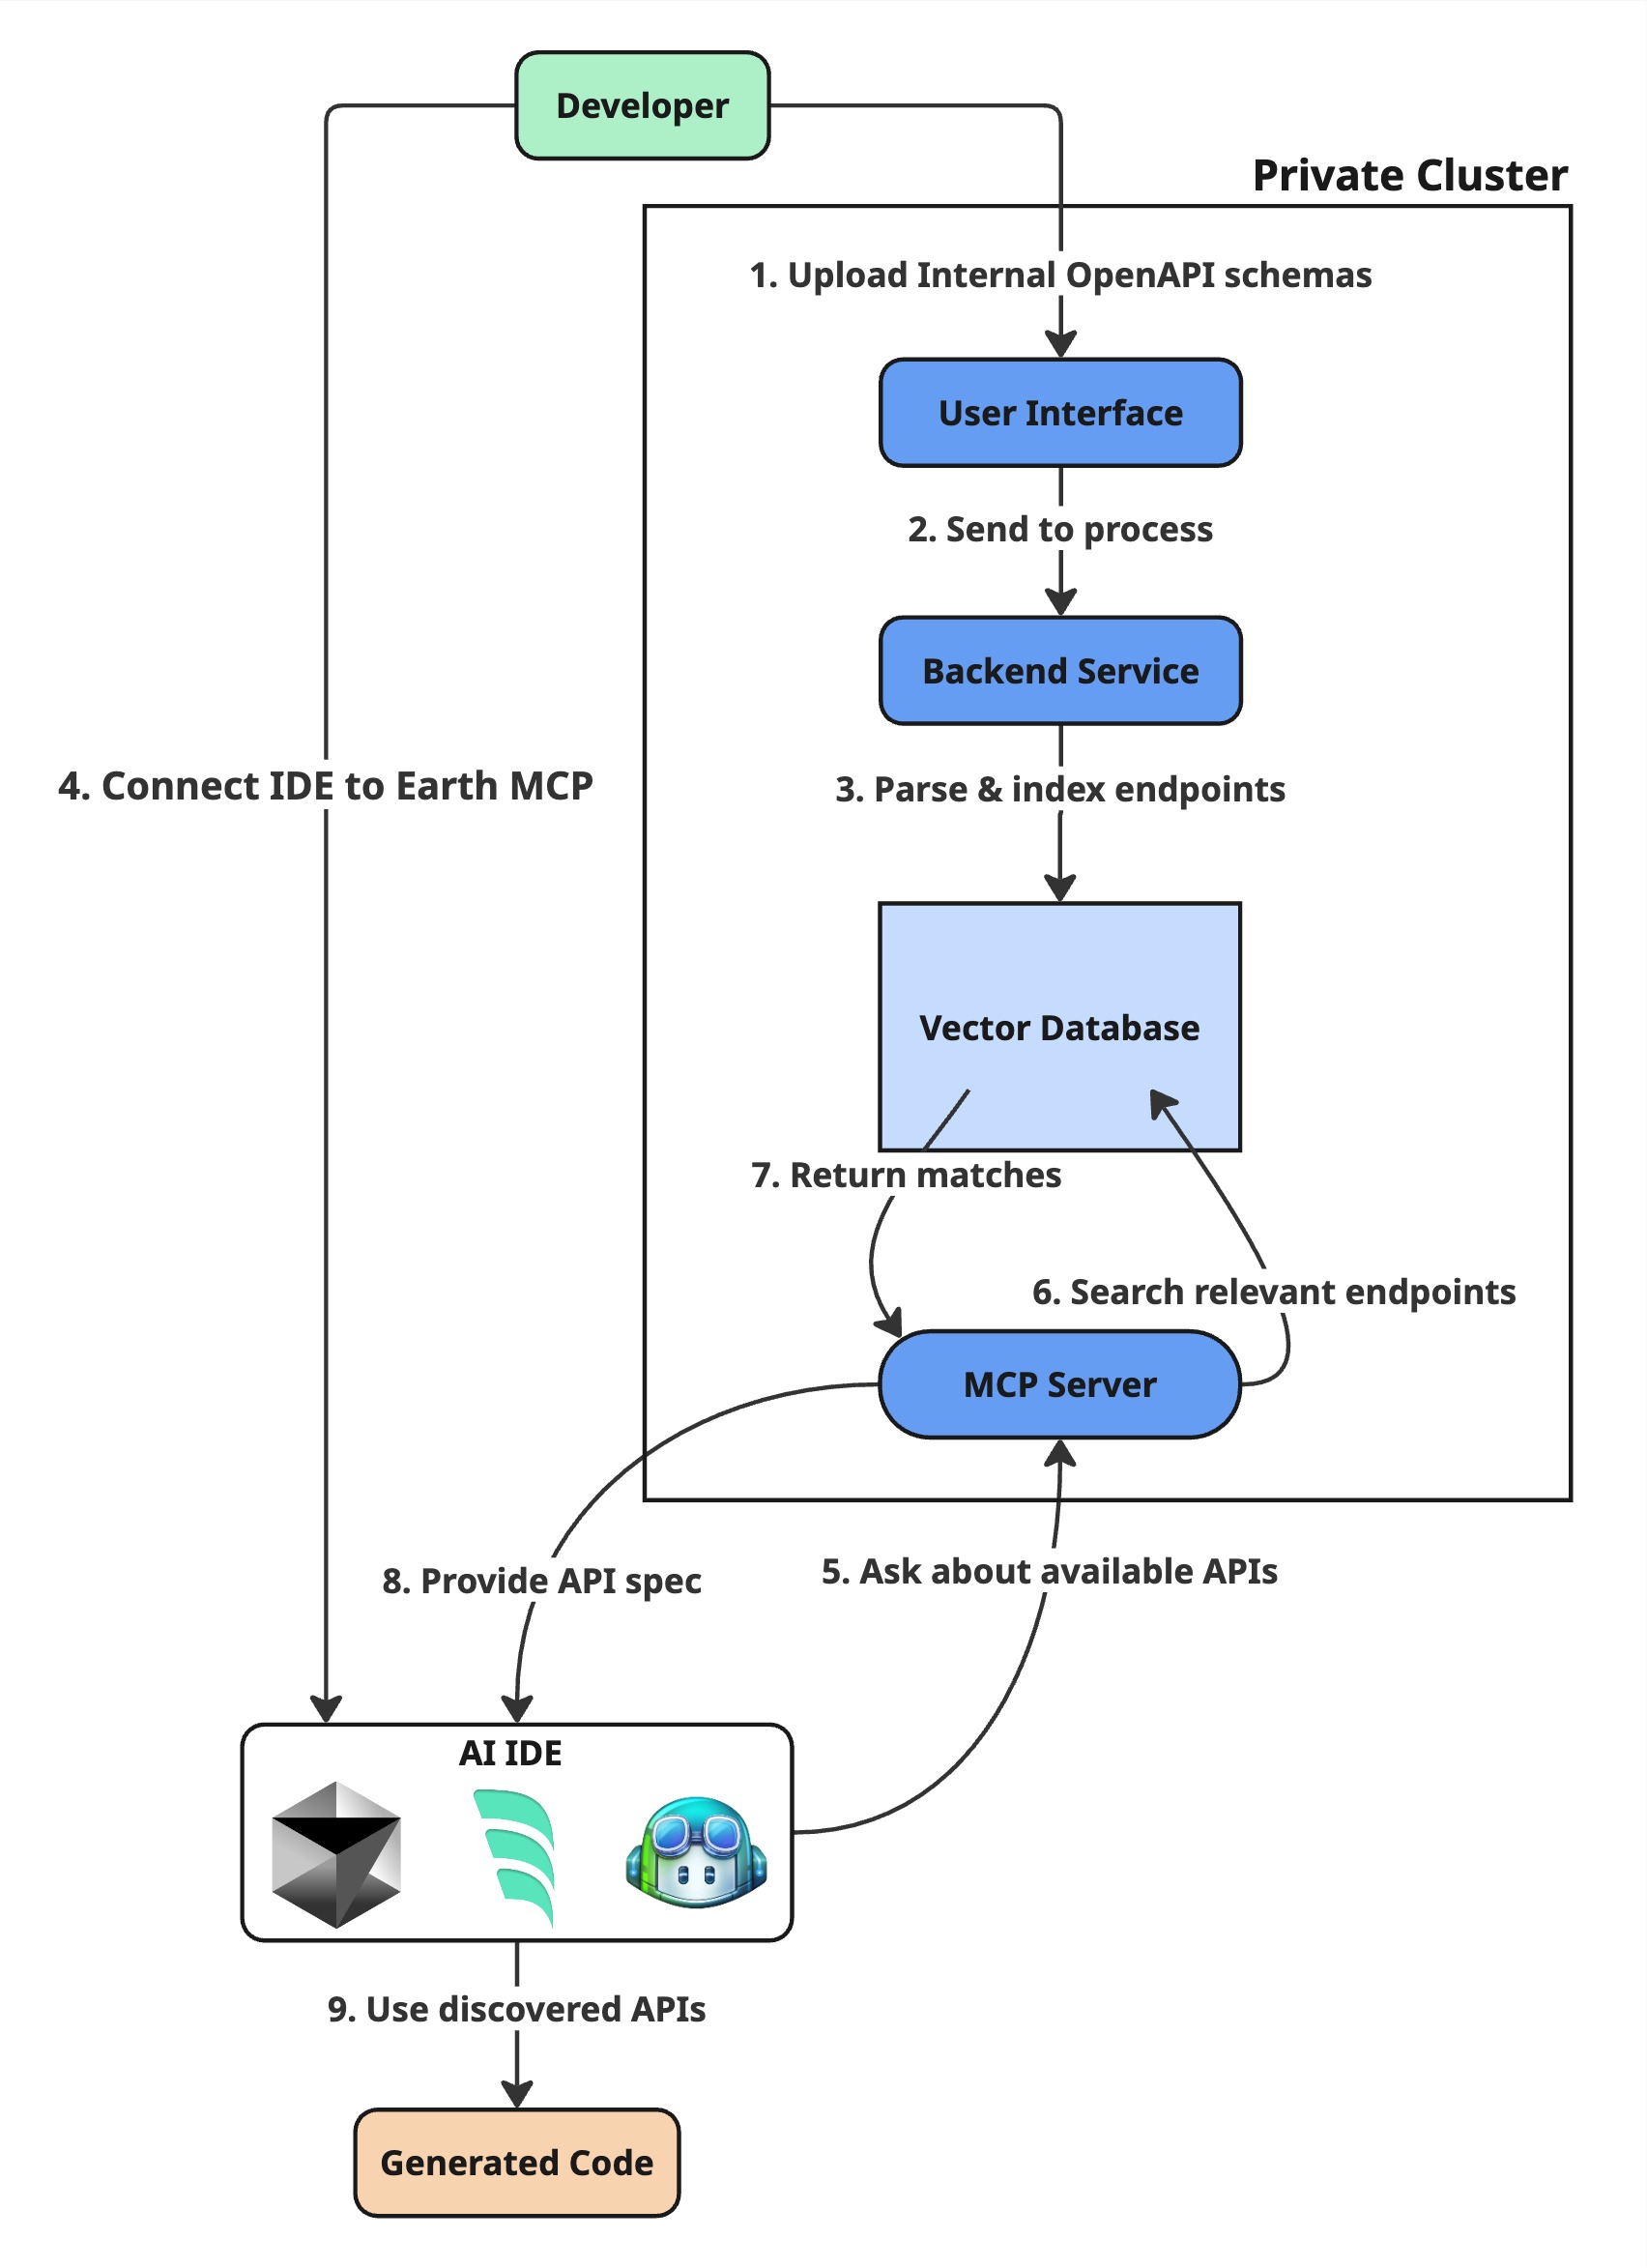 Developer
Private Cluster
1. Upload Internal OpenAPI schemas
User Interface
2. Send to process
Backend Service
4. Connect IDE to Earth MCP
3. Parse & index endpoints
Vector Database
7. Return matches
6. Search relevant endpoints
MCP Server
8. Provide API spec
5. Ask about available APIs
AI IDE
9. Use discovered APIs
Generated Code